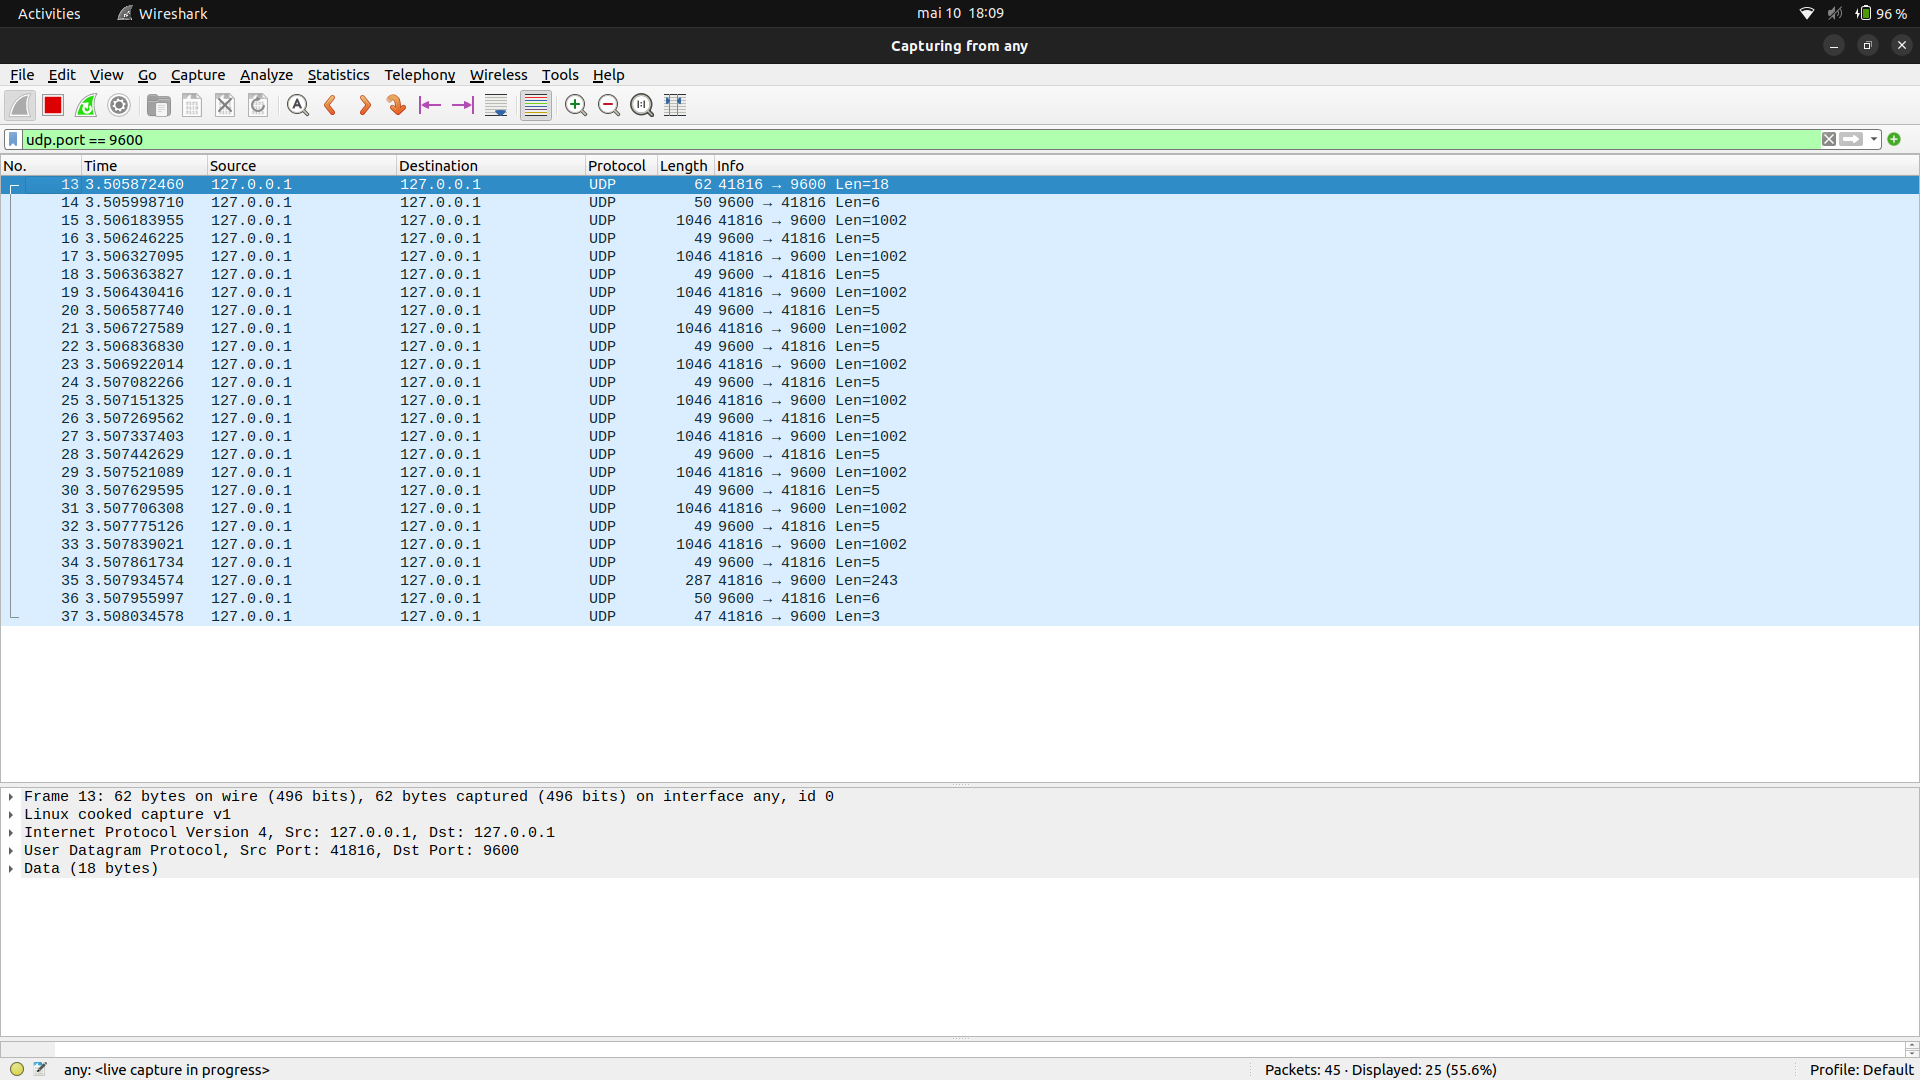 Activities Wireshark mai 10 18:09 96 %
Capturing from any
File Edit View Go Capture Analyze Statistics Telephony Wireless Tools Help
udp.port == 9600
No. Time Source Destination Protocol Length Info
13 3.505872460 127.0.0.1 127.0.0.1 UDP 62 41816 → 9600 Len=18
14 3.505998710 127.0.0.1 127.0.0.1 UDP 50 9600 → 41816 Len=6
15 3.506183955 127.0.0.1 127.0.0.1 UDP 1046 41816 → 9600 Len=1002
16 3.506246225 127.0.0.1 127.0.0.1 UDP 49 9600 → 41816 Len=5
17 3.506327095 127.0.0.1 127.0.0.1 UDP 1046 41816 → 9600 Len=1002
18 3.506363827 127.0.0.1 127.0.0.1 UDP 49 9600 → 41816 Len=5
19 3.506430416 127.0.0.1 127.0.0.1 UDP 1046 41816 → 9600 Len=1002
20 3.506587740 127.0.0.1 127.0.0.1 UDP 49 9600 → 41816 Len=5
21 3.506727589 127.0.0.1 127.0.0.1 UDP 1046 41816 → 9600 Len=1002
22 3.506836830 127.0.0.1 127.0.0.1 UDP 49 9600 → 41816 Len=5
23 3.506922014 127.0.0.1 127.0.0.1 UDP 1046 41816 → 9600 Len=1002
24 3.507082266 127.0.0.1 127.0.0.1 UDP 49 9600 → 41816 Len=5
25 3.507151325 127.0.0.1 127.0.0.1 UDP 1046 41816 → 9600 Len=1002
26 3.507269562 127.0.0.1 127.0.0.1 UDP 49 9600 → 41816 Len=5
27 3.507337403 127.0.0.1 127.0.0.1 UDP 1046 41816 → 9600 Len=1002
28 3.507442629 127.0.0.1 127.0.0.1 UDP 49 9600 → 41816 Len=5
29 3.507521089 127.0.0.1 127.0.0.1 UDP 1046 41816 → 9600 Len=1002
30 3.507629595 127.0.0.1 127.0.0.1 UDP 49 9600 → 41816 Len=5
31 3.507706308 127.0.0.1 127.0.0.1 UDP 1046 41816 → 9600 Len=1002
32 3.507775126 127.0.0.1 127.0.0.1 UDP 49 9600 → 41816 Len=5
33 3.507839021 127.0.0.1 127.0.0.1 UDP 1046 41816 → 9600 Len=1002
34 3.507861734 127.0.0.1 127.0.0.1 UDP 49 9600 → 41816 Len=5
35 3.507934574 127.0.0.1 127.0.0.1 UDP 287 41816 → 9600 Len=243
36 3.507955997 127.0.0.1 127.0.0.1 UDP 50 9600 → 41816 Len=6
37 3.508034578 127.0.0.1 127.0.0.1 UDP 47 41816 → 9600 Len=3
Frame 13: 62 bytes on wire (496 bits), 62 bytes captured (496 bits) on interface any, id 0
Linux cooked capture v1
Internet Protocol Version 4, Src: 127.0.0.1, Dst: 127.0.0.1
User Datagram Protocol, Src Port: 41816, Dst Port: 9600
Data (18 bytes)
any: <live capture in progress> Packets: 45 · Displayed: 25 (55.6%) Profile: Default